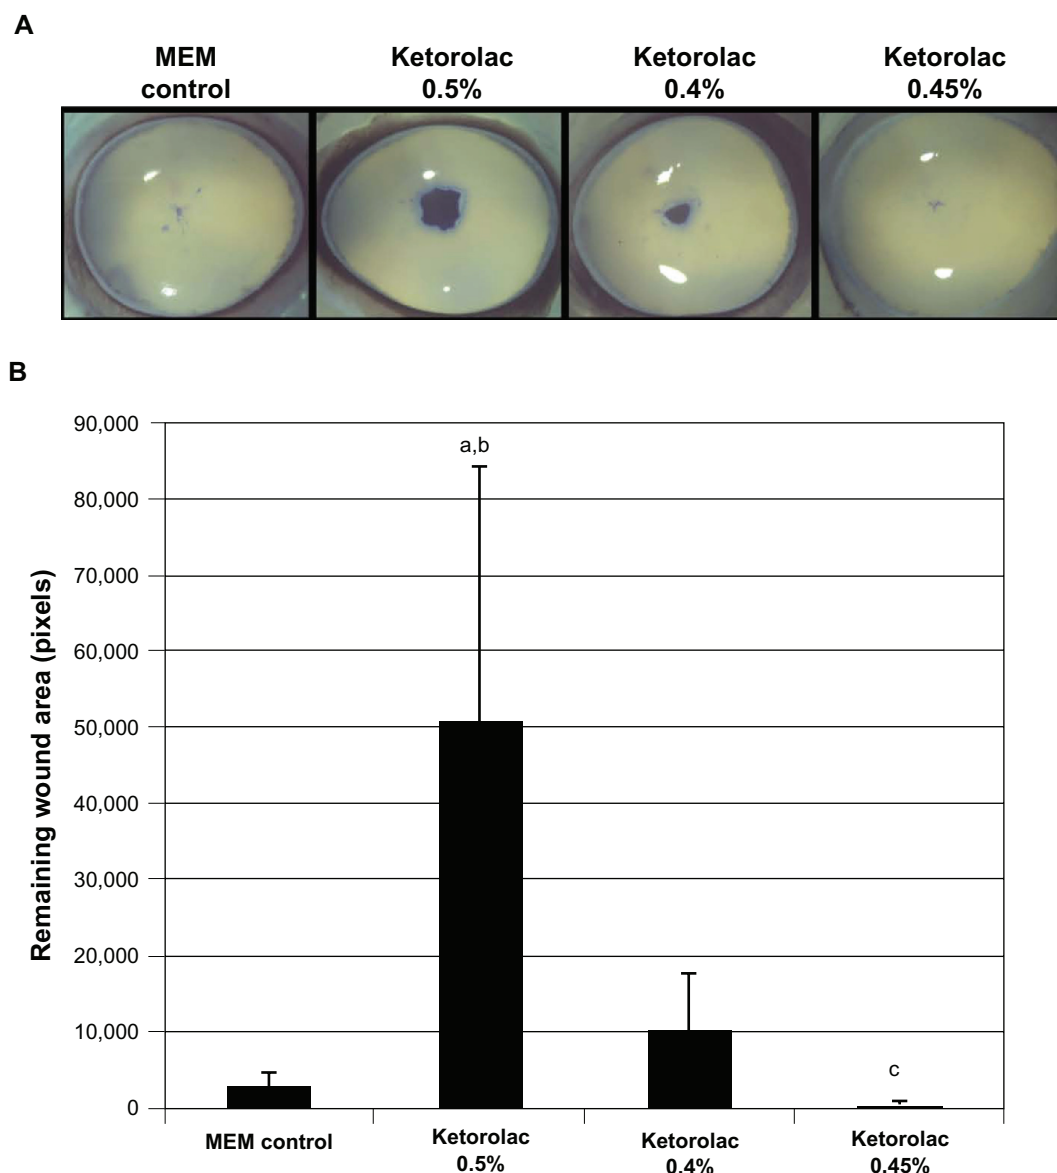 A
MEM
control
Ketorolac
0.5%
Ketorolac
0.4%
Ketorolac
0.45%
B
Remaining wound area (pixels)
90,000
80,000
70,000
60,000
50,000
40,000
30,000
20,000
10,000
0
a,b
c
MEM control
Ketorolac
0.5%
Ketorolac
0.4%
Ketorolac
0.45%